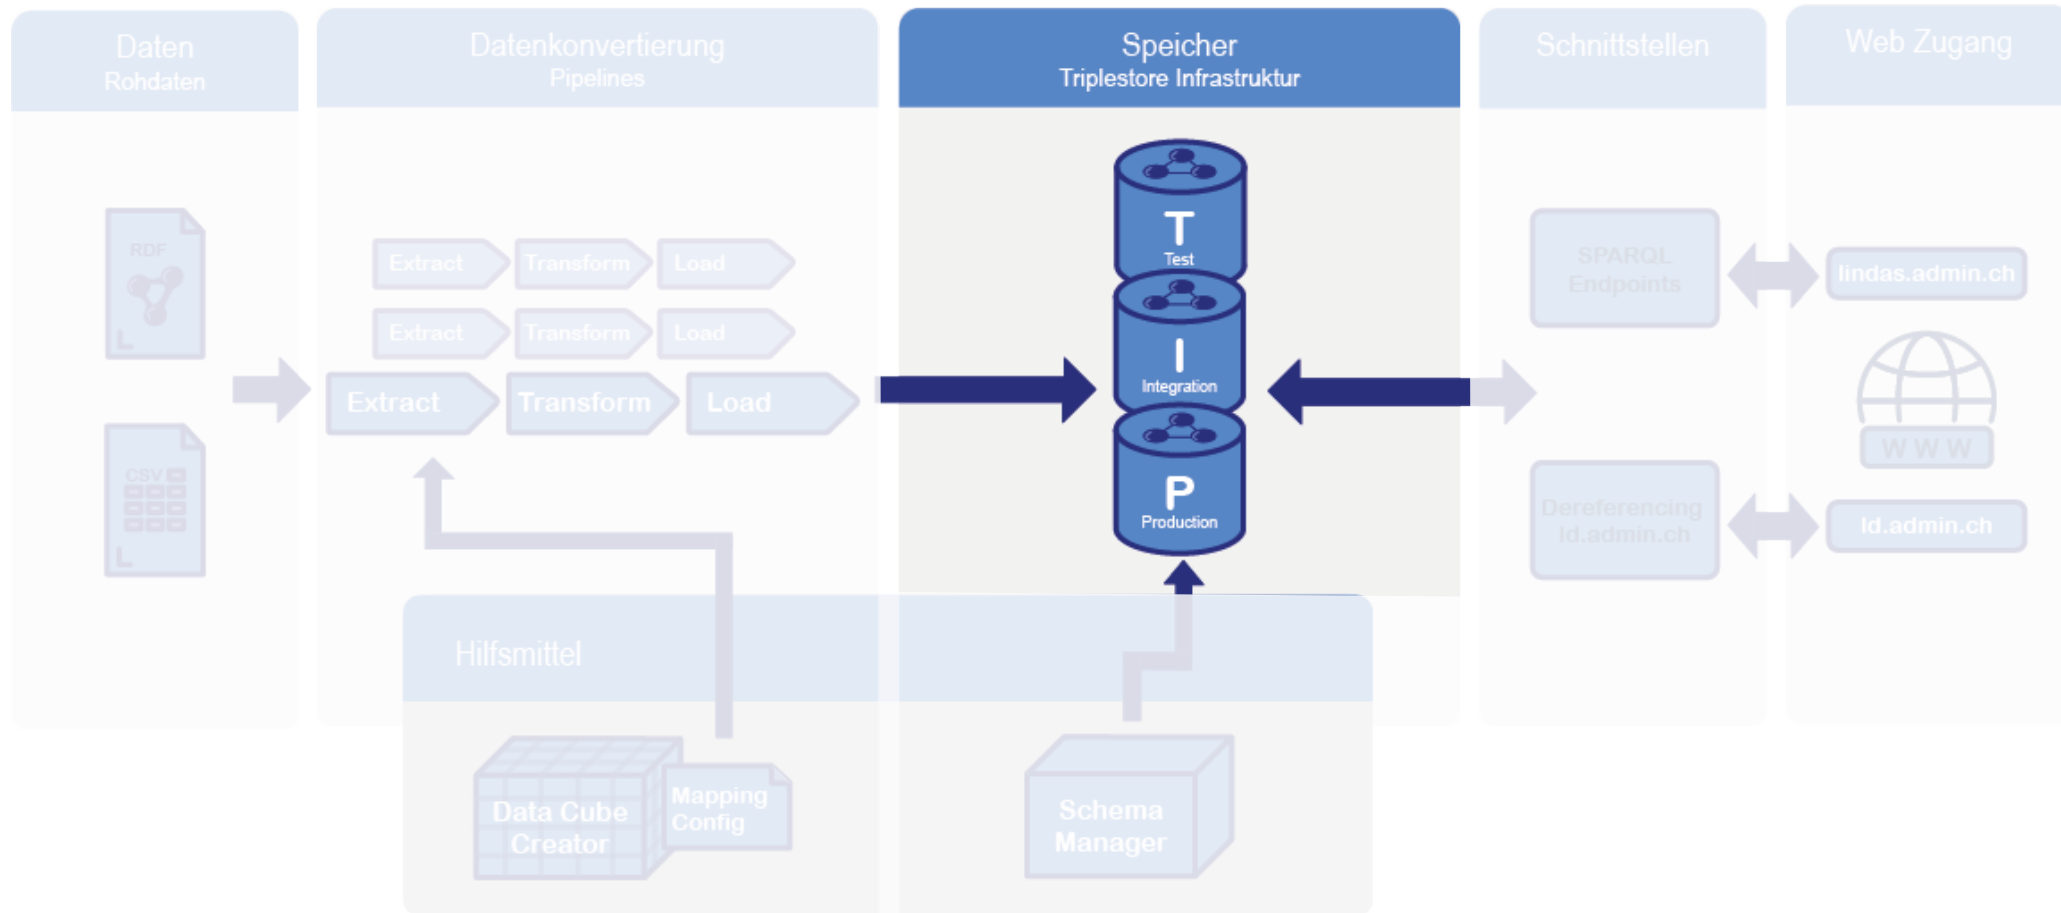 Daten
Rohdaten
Datenkonvertierung
Pipelines
Speicher
Triplestore Infrastruktur
Schnittstellen
Web Zugang
RDF
CSV
Extract
Transform
Load
Extract
Transform
Load
Extract
Transform
Load
T
Test
I
Integration
P
Production
SPARQL
Endpoints
Dereferencing
ld.admin.ch
lindas.admin.ch
W W W
ld.admin.ch
Hilfsmittel
Data Cube
Creator
Mapping
Config
Schema
Manager